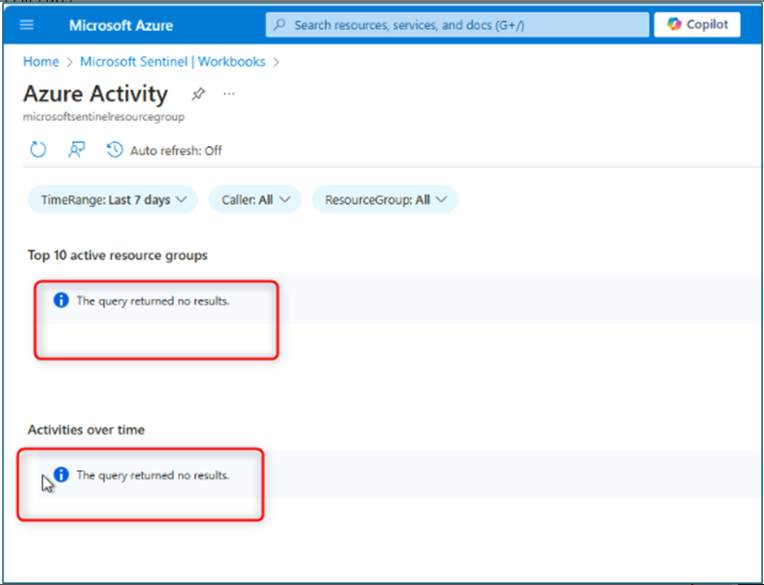 Microsoft Azure
Search resources, services, and docs (G+/)
Copilot
Home > Microsoft Sentinel | Workbooks >
Azure Activity ...
microsoftsentinelresourcegroup
Auto refresh: Off
TimeRange: Last 7 days
Caller: All
ResourceGroup: All
Top 10 active resource groups
The query returned no results.
Activities over time
The query returned no results.